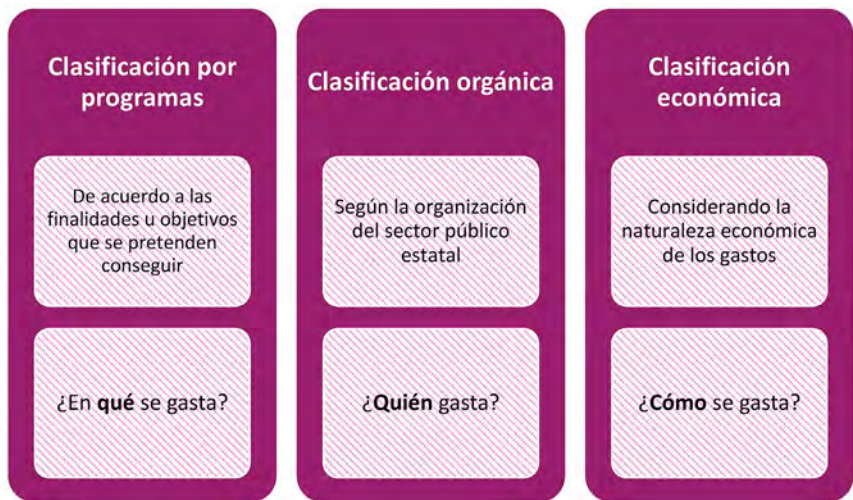 Clasificación por
programas
De acuerdo a las
finalidades u objetivos
que se pretenden
conseguir
¿En qué se gasta?
Clasificación orgánica
Según la organización
del sector público
estatal
¿Quién gasta?
Clasificación
económica
Considerando la
naturaleza económica
de los gastos
¿Cómo se gasta?